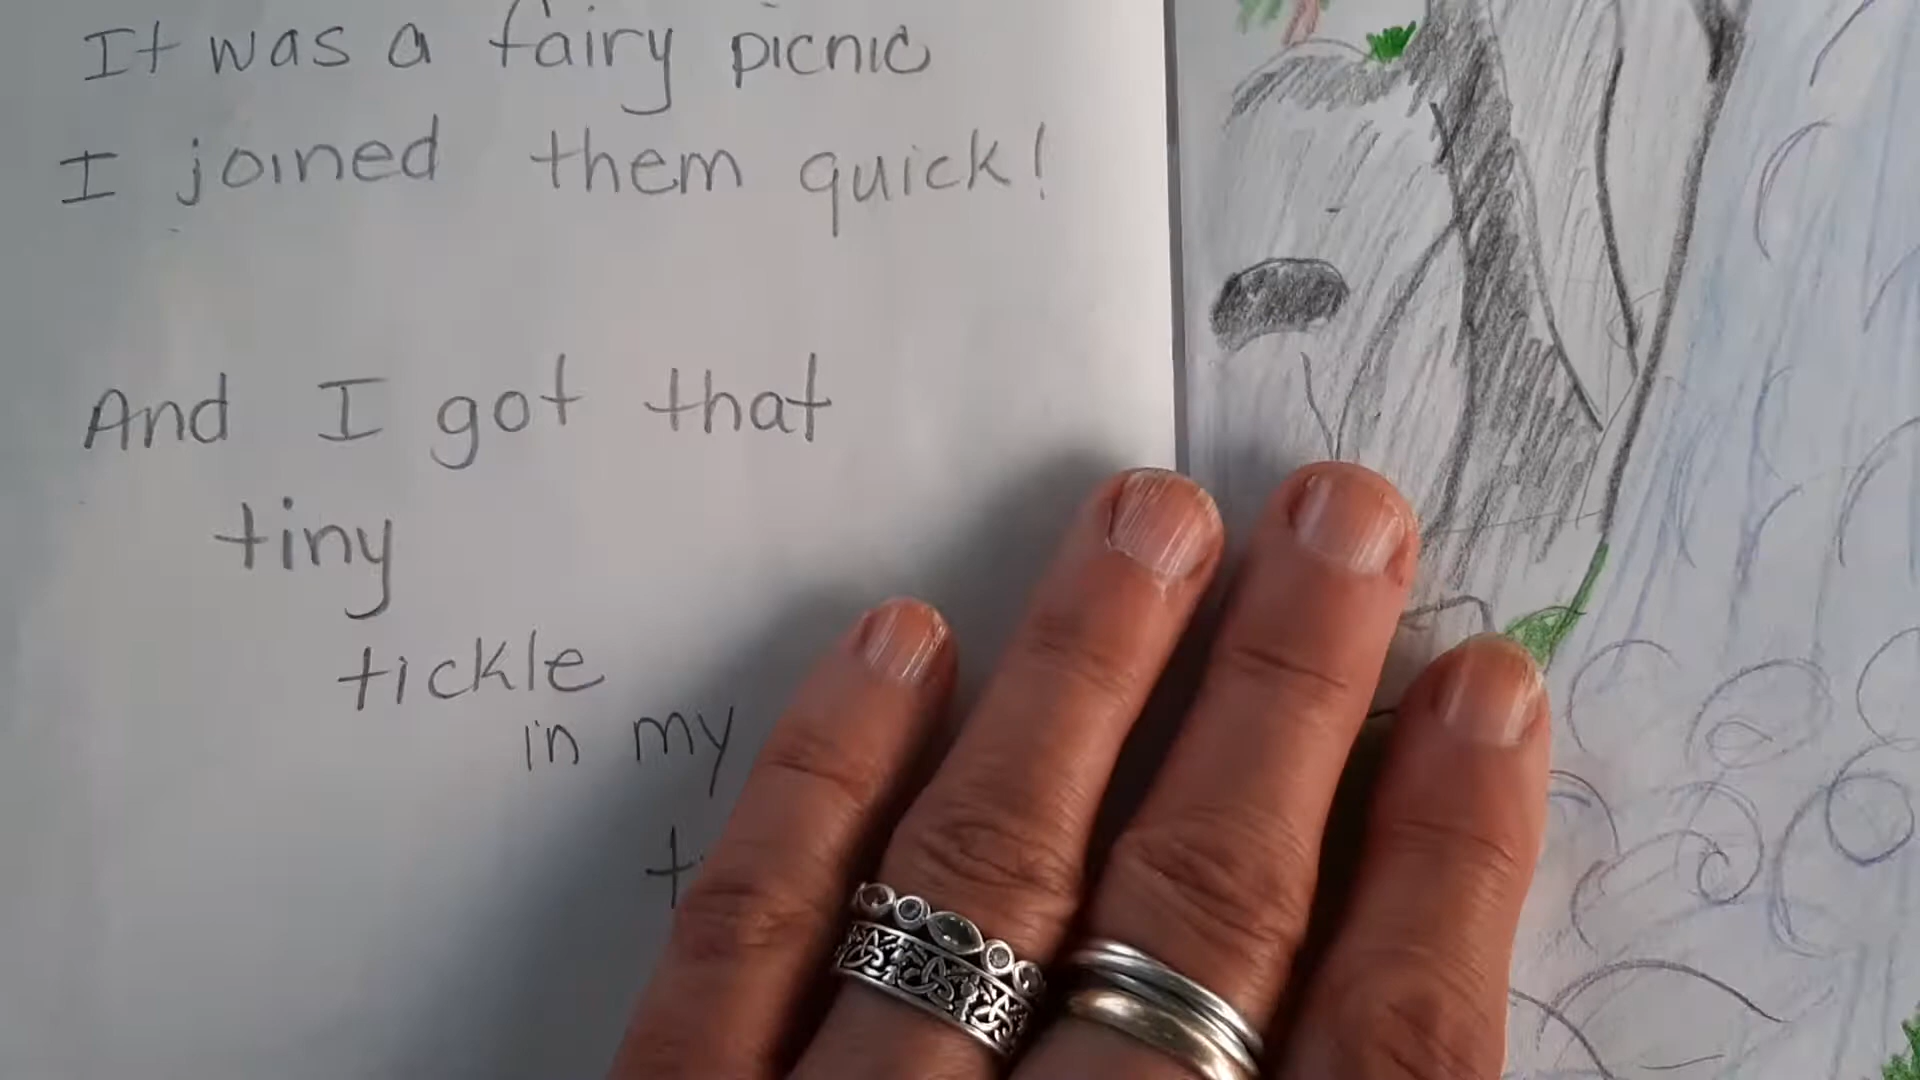 It was a fairy picnic
I joined them quick!
And I got that
tiny
tickle
in my